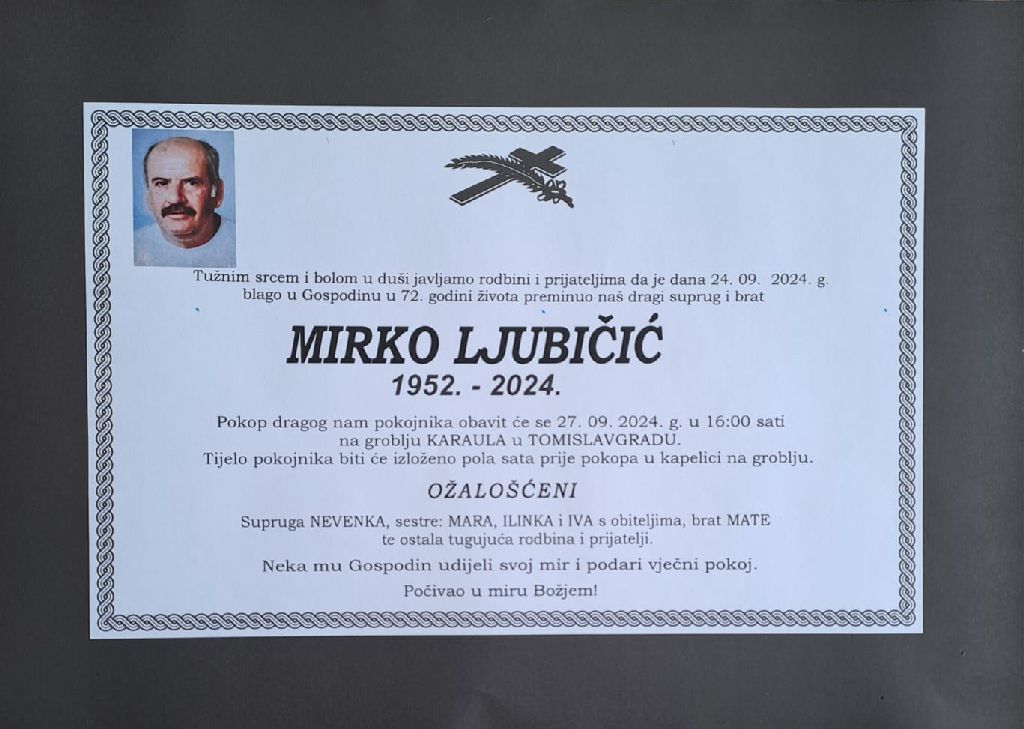 Tužnim srcem i bolom u duši javljamo rodbini i prijateljima da je dana 24. 09. 2024. g.
blago u Gospodinu u 72. godini života preminuo naš dragi suprug i brat
MIRKO LJUBIČIĆ
1952. - 2024.
Pokop dragog nam pokojnika obavit će se 27. 09. 2024. g. u 16:00 sati
na groblju KARAULA u TOMISLAVGRADU.
Tijelo pokojnika biti će izloženo pola sata prije pokopa u kapelici na groblju.
OŽALOŠĆENI
Supruga NEVENKA, sestre: MARA, ILINKA i IVA s obiteljima, brat MATE
te ostala tugujuća rodbina i prijatelji.
Neka mu Gospodin udijeli svoj mir i podari vječni pokoj.
Počivao u miru Božjem!